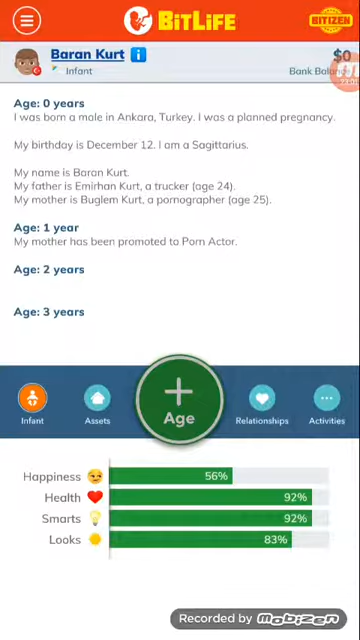 BitLife
BITIZEN
Baran Kurt
$0
Infant
Bank Balance
Age: 0 years
I was born a male in Ankara, Turkey. I was a planned pregnancy.
My birthday is December 12. I am a Sagittarius.
My name is Baran Kurt.
My father is Emirhan Kurt, a trucker (age 24).
My mother is Buglem Kurt, a pornographer (age 25).
Age: 1 year
My mother has been promoted to Porn Actor.
Age: 2 years
Age: 3 years
Infant
Assets
Age
Relationships
Activities
Happiness 56%
Health 92%
Smarts 92%
Looks 83%
Recorded by Mobizen